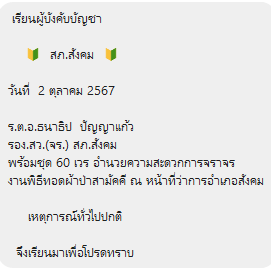 เรียนผู้บังคับบัญชา
🔰 สภ.สังคม 🔰
วันที่ 2 ตุลาคม 2567
ร.ต.อ.ธนาธิป ปัญญาแก้ว
รอง.สว.(จร.) สภ.สังคม
พร้อมชุด 60 เวร อำนวยความสะดวกการจราจร
งานพิธีทอดผ้าป่าสามัคคี ณ หน้าที่ว่าการอำเภอสังคม
เหตุการณ์ทั่วไปปกติ
จึงเรียนมาเพื่อโปรดทราบ